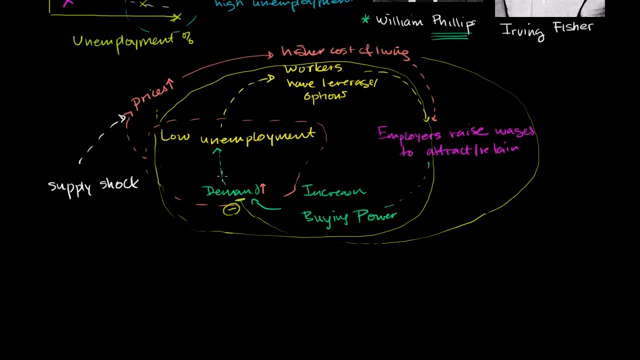 high unemployment
Unemployment %
* William Phillips
Irving Fisher
higher cost of living
Prices↑
Workers
have leverage/
options
Low unemployment
Employers raise wages
to attract/retain
supply shock
Demand↑
Increase
Buying Power